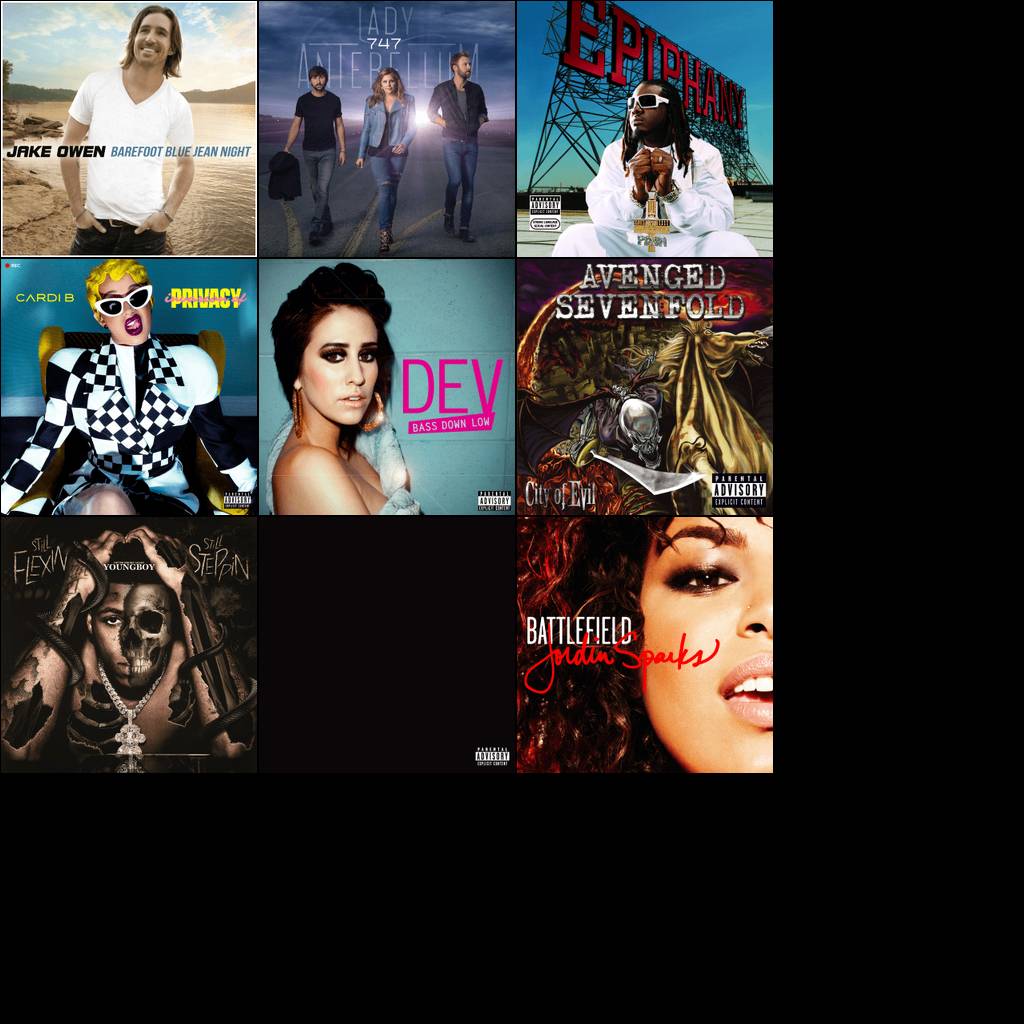 JAKE OWEN BAREFOOT BLUE JEAN NIGHT
LADY
747
ANTEBELLUM
EPIPHANY
PARENTAL
ADVISORY
EXPLICIT CONTENT
REC
CARDI B
PRIVACY
PARENTAL
ADVISORY
EXPLICIT CONTENT
DEV
BASS DOWN LOW
PARENTAL
ADVISORY
EXPLICIT CONTENT
AVENGED
SEVENFOLD
City of Evil
PARENTAL
ADVISORY
EXPLICIT CONTENT
STILL
FLEXIN
STILL
STEPPIN
YOUNGBOY
PARENTAL
ADVISORY
EXPLICIT CONTENT
BATTLEFIELD
Jordin Sparks